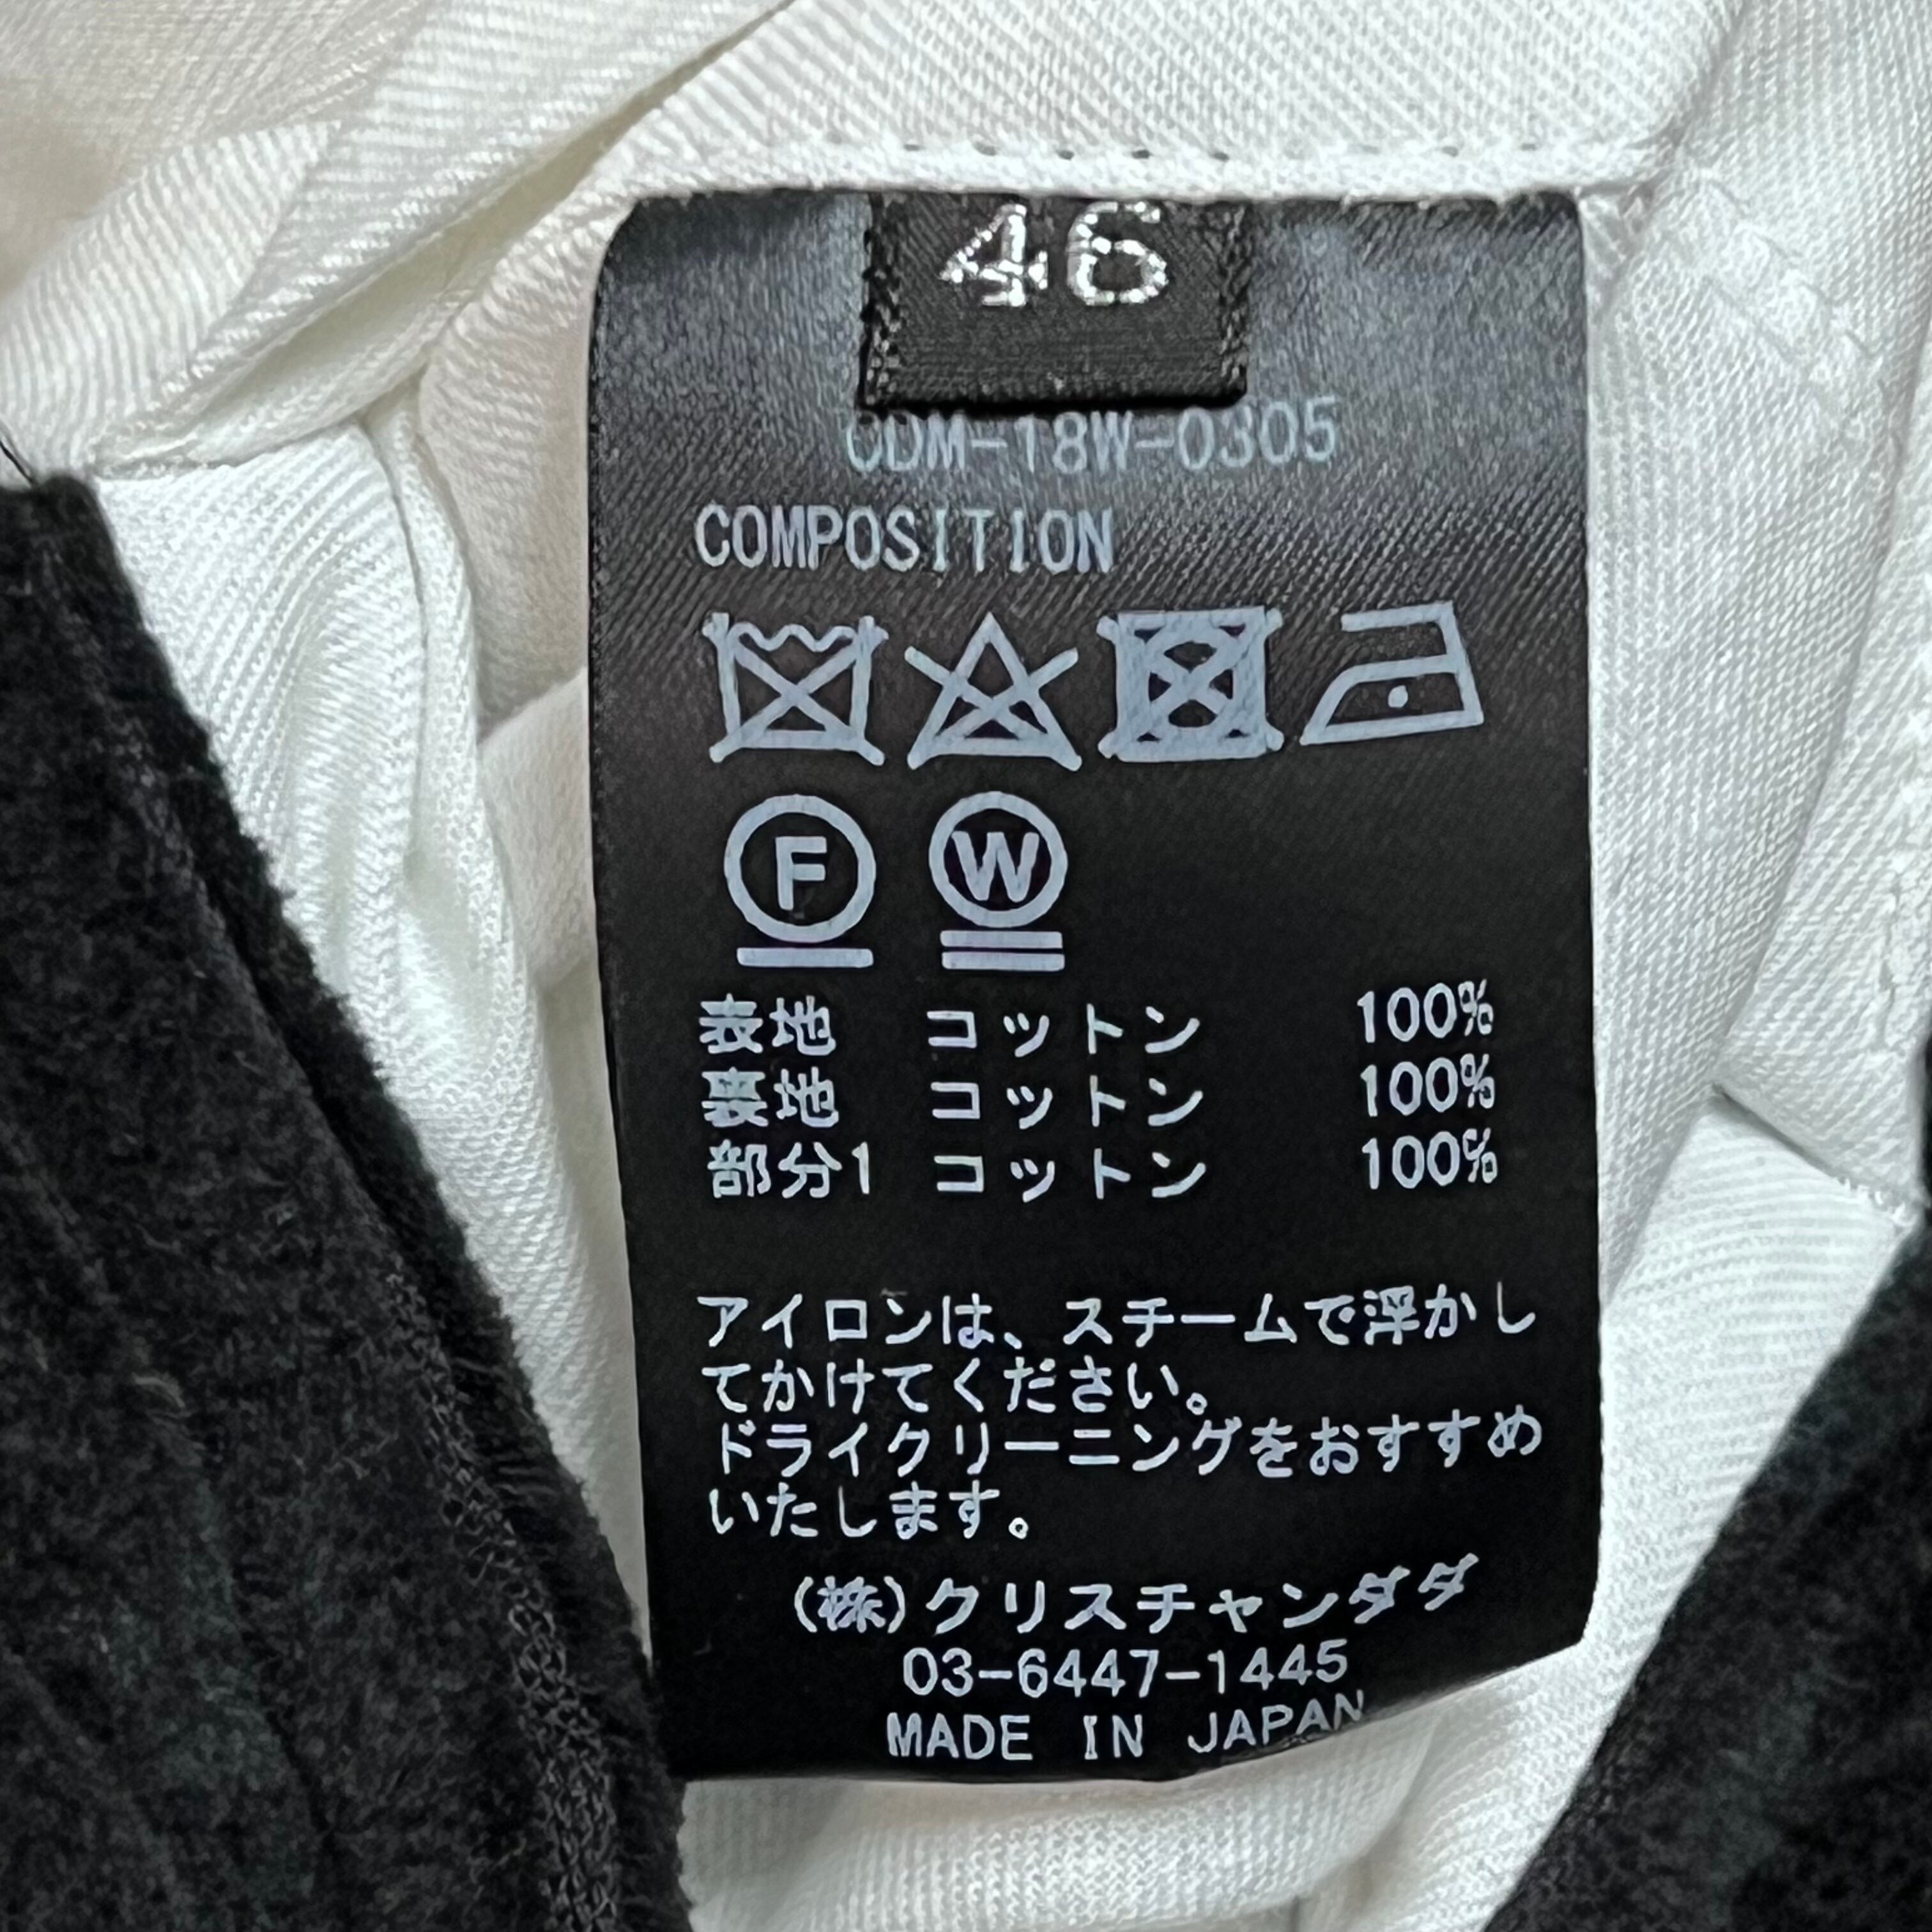 46
CDM-18W-0305
COMPOSITION
F W
表地 コットン 100%
裏地 コットン 100%
部分1 コットン 100%
アイロンは、スチームで浮かし
てかけてください。
ドライクリーニングをおすすめ
いたします。
(株)クリスチャンダダ
03-6447-1445
MADE IN JAPAN